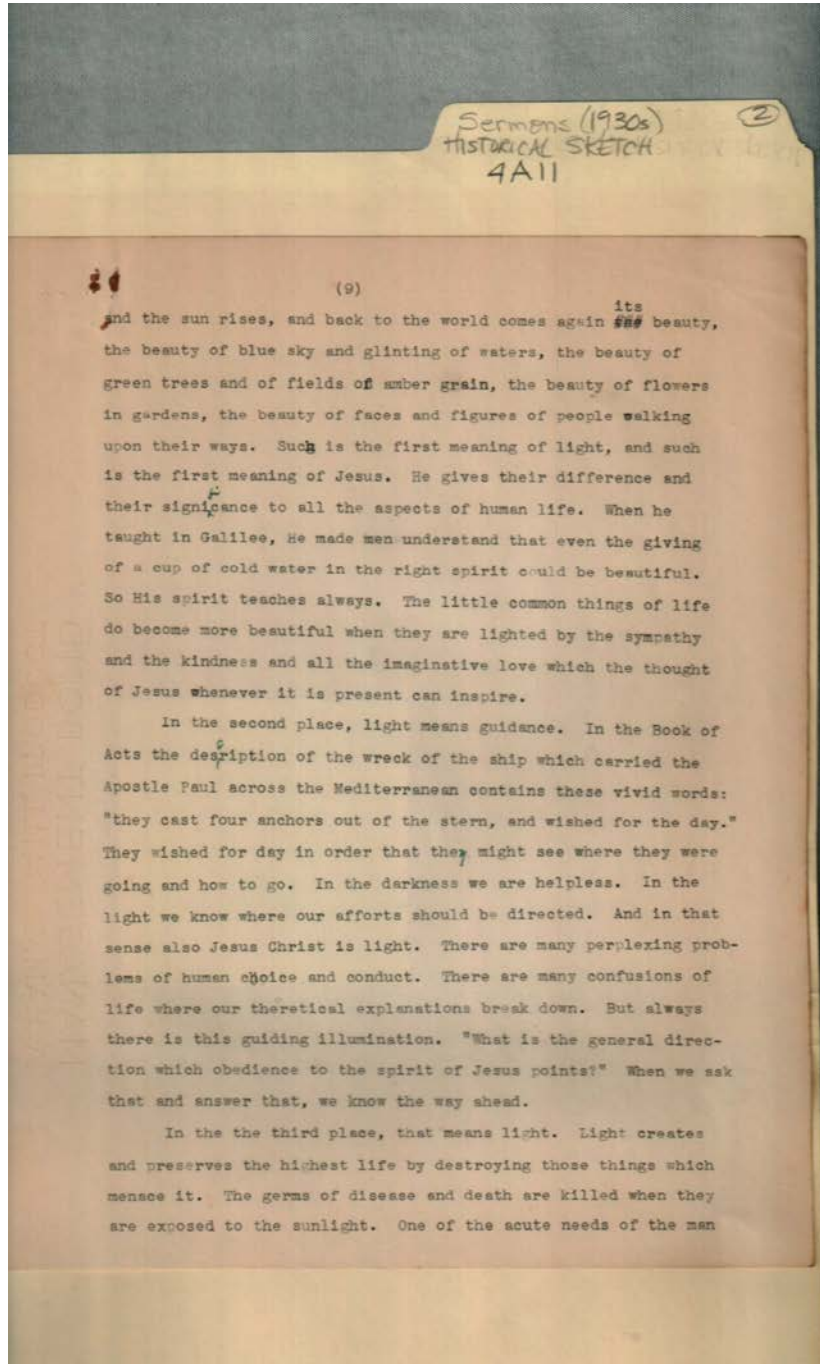 Sermons (1930s) 2
HISTORICAL SKETCH
4A11
(9)
its
and the sun rises, and back to the world comes again beauty,
the beauty of blue sky and glinting of waters, the beauty of
green trees and of fields of amber grain, the beauty of flowers
in gardens, the beauty of faces and figures of people walking
upon their ways. Such is the first meaning of light, and such
is the first meaning of Jesus. He gives their difference and
their significance to all the aspects of human life. When he
taught in Galilee, He made men understand that even the giving
of a cup of cold water in the right spirit could be beautiful.
So His spirit teaches always. The little common things of life
do become more beautiful when they are lighted by the sympathy
and the kindness and all the imaginative love which the thought
of Jesus whenever it is present can inspire.
In the second place, light means guidance. In the Book of
Acts the description of the wreck of the ship which carried the
Apostle Paul across the Mediterranean contains these vivid words:
"they cast four anchors out of the stern, and wished for the day."
They wished for day in order that they might see where they were
going and how to go. In the darkness we are helpless. In the
light we know where our afforts should be directed. And in that
sense also Jesus Christ is light. There are many perplexing prob-
lems of human choice and conduct. There are many confusions of
life where our theretical explanations break down. But always
there is this guiding illumination. "What is the general direc-
tion which obedience to the spirit of Jesus points?" When we ask
that and answer that, we know the way ahead.
In the the third place, that means light. Light creates
and preserves the highest life by destroying those things which
menace it. The germs of disease and death are killed when they
are exposed to the sunlight. One of the acute needs of the man